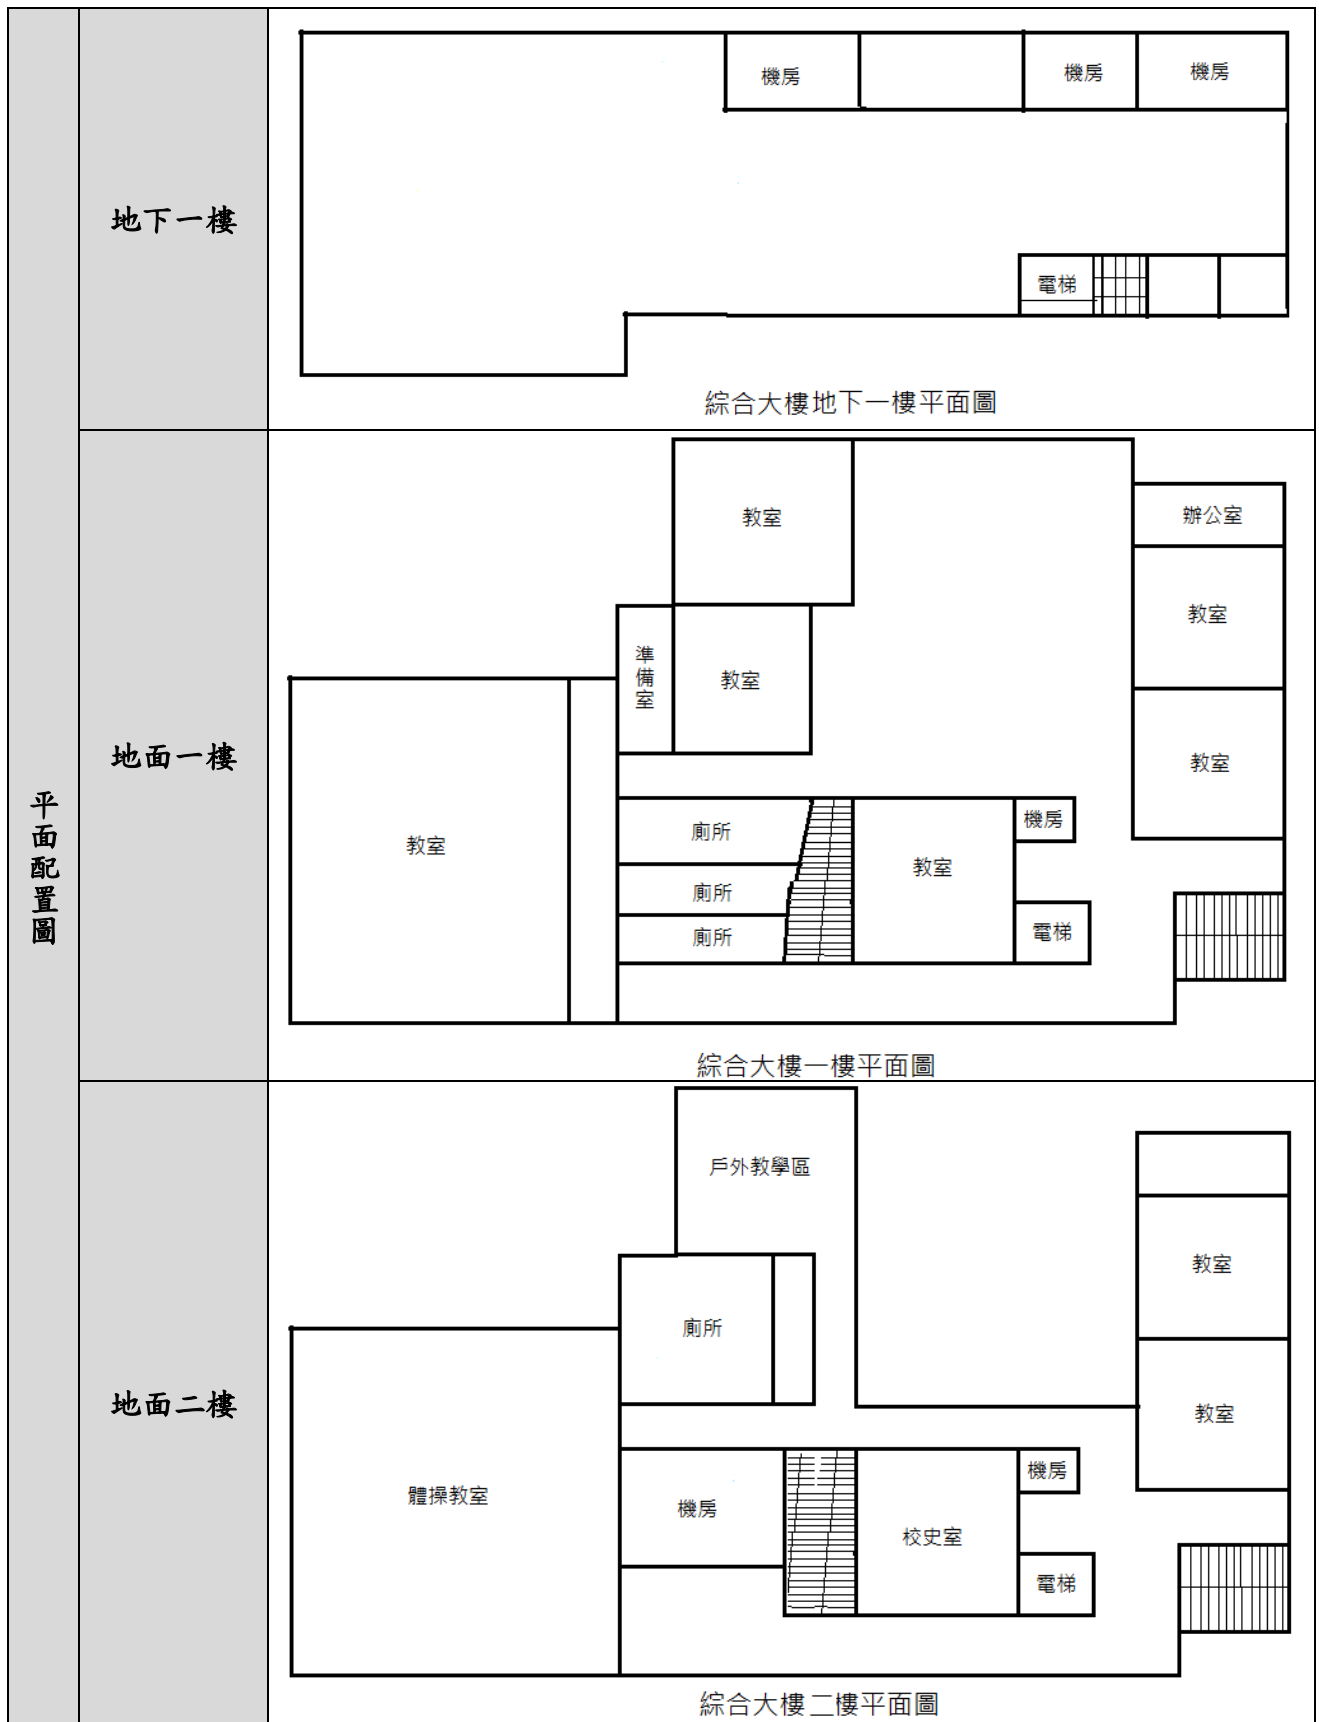 平面配置圖
地下一樓
機房
機房
機房
電梯
綜合大樓地下一樓平面圖
地面一樓
教室
辦公室
教室
準備室
教室
教室
教室
廁所
機房
教室
廁所
廁所
電梯
綜合大樓一樓平面圖
地面二樓
戶外教學區
教室
廁所
教室
機房
體操教室
機房
校史室
電梯
綜合大樓二樓平面圖